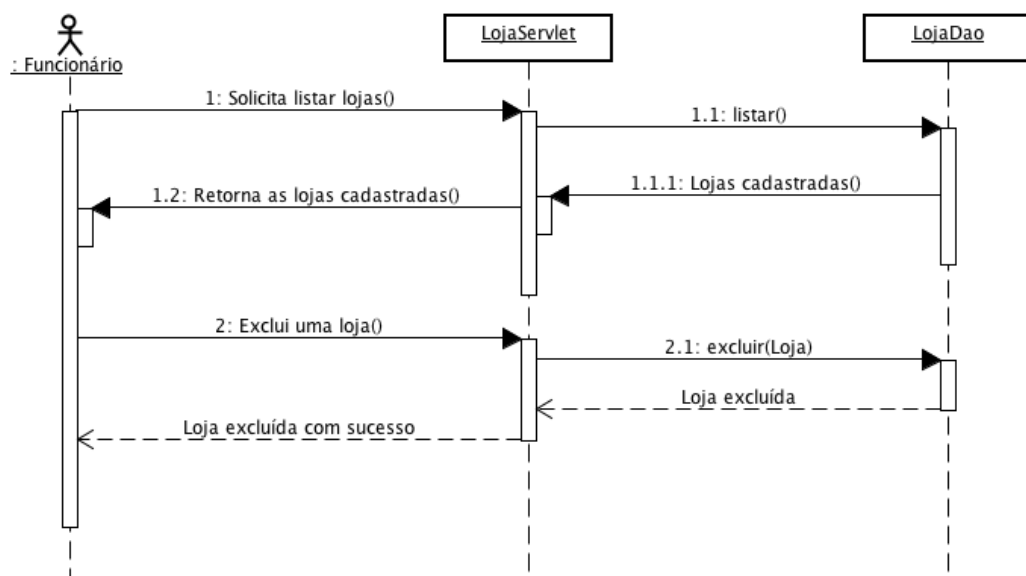 LojaServlet
LojaDao
: Funcionário
1: Solicita listar lojas()
1.1: listar()
1.1.1: Lojas cadastradas()
1.2: Retorna as lojas cadastradas()
2: Exclui uma loja()
2.1: excluir(Loja)
Loja excluída
Loja excluída com sucesso